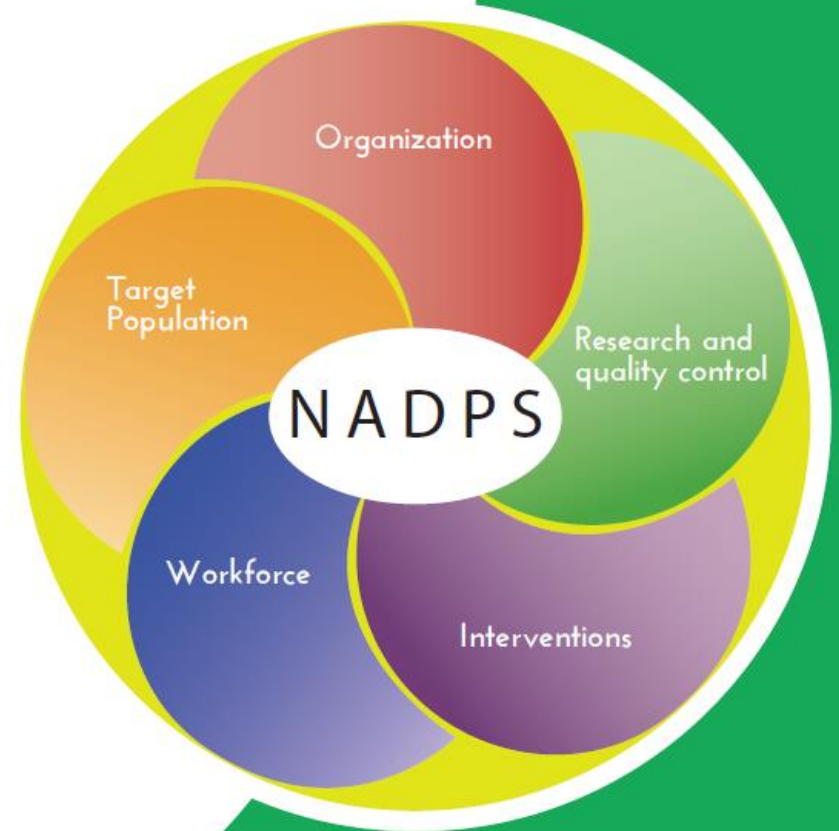 Organization
Target
Population
Research and
quality control
NADPS
Workforce
Interventions